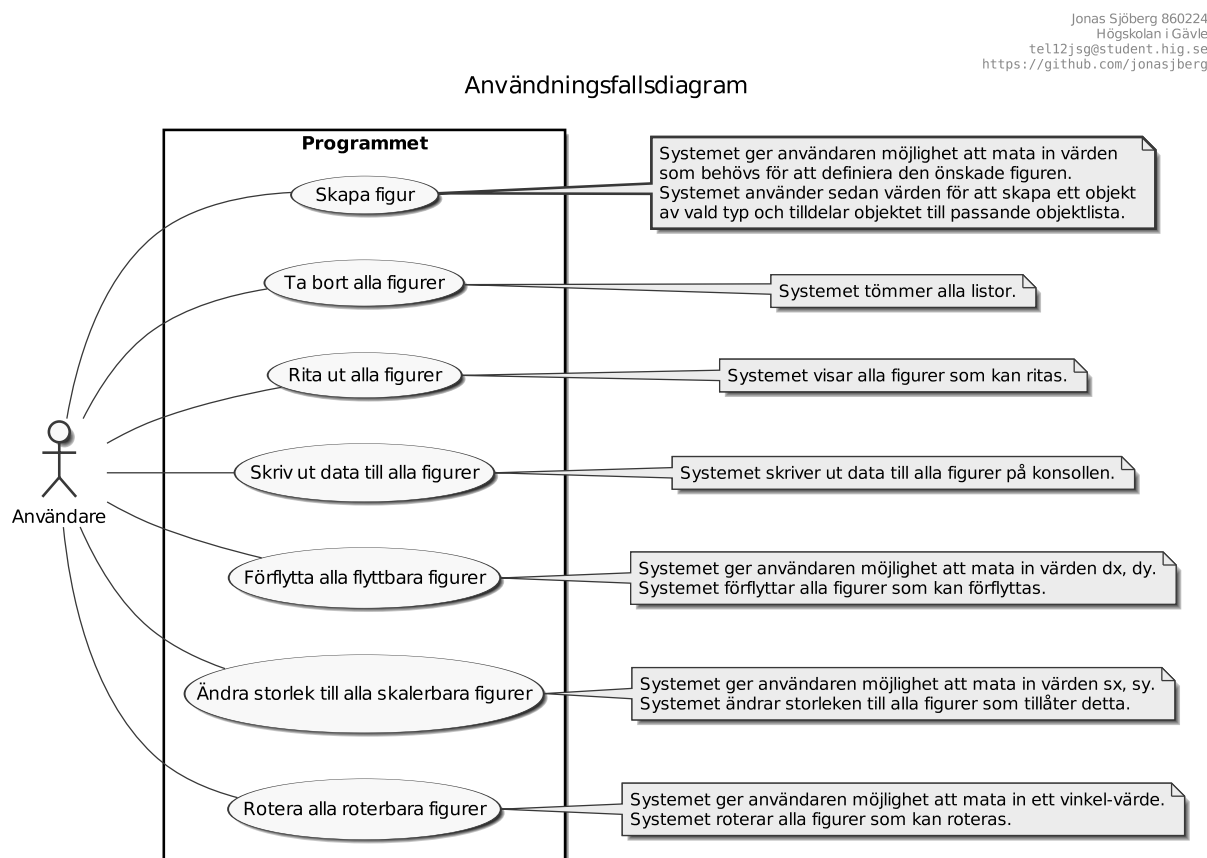 Jonas Sjöberg 860224
Högskolan i Gävle
tel12jsg@student.hig.se
https://github.com/jonasjberg
Användningsfallsdiagram
Programmet
Skapa figur
Systemet ger användaren möjlighet att mata in värden
som behövs för att definiera den önskade figuren.
Systemet använder sedan värden för att skapa ett objekt
av vald typ och tilldelar objektet till passande objektlista.
Ta bort alla figurer
Systemet tömmer alla listor.
Rita ut alla figurer
Systemet visar alla figurer som kan ritas.
Skriv ut data till alla figurer
Systemet skriver ut data till alla figurer på konsollen.
Användare
Förflytta alla flyttbara figurer
Systemet ger användaren möjlighet att mata in värden dx, dy.
Systemet förflyttar alla figurer som kan förflyttas.
Ändra storlek till alla skalerbara figurer
Systemet ger användaren möjlighet att mata in värden sx, sy.
Systemet ändrar storleken till alla figurer som tillåter detta.
Rotera alla roterbara figurer
Systemet ger användaren möjlighet att mata in ett vinkel-värde.
Systemet roterar alla figurer som kan roteras.